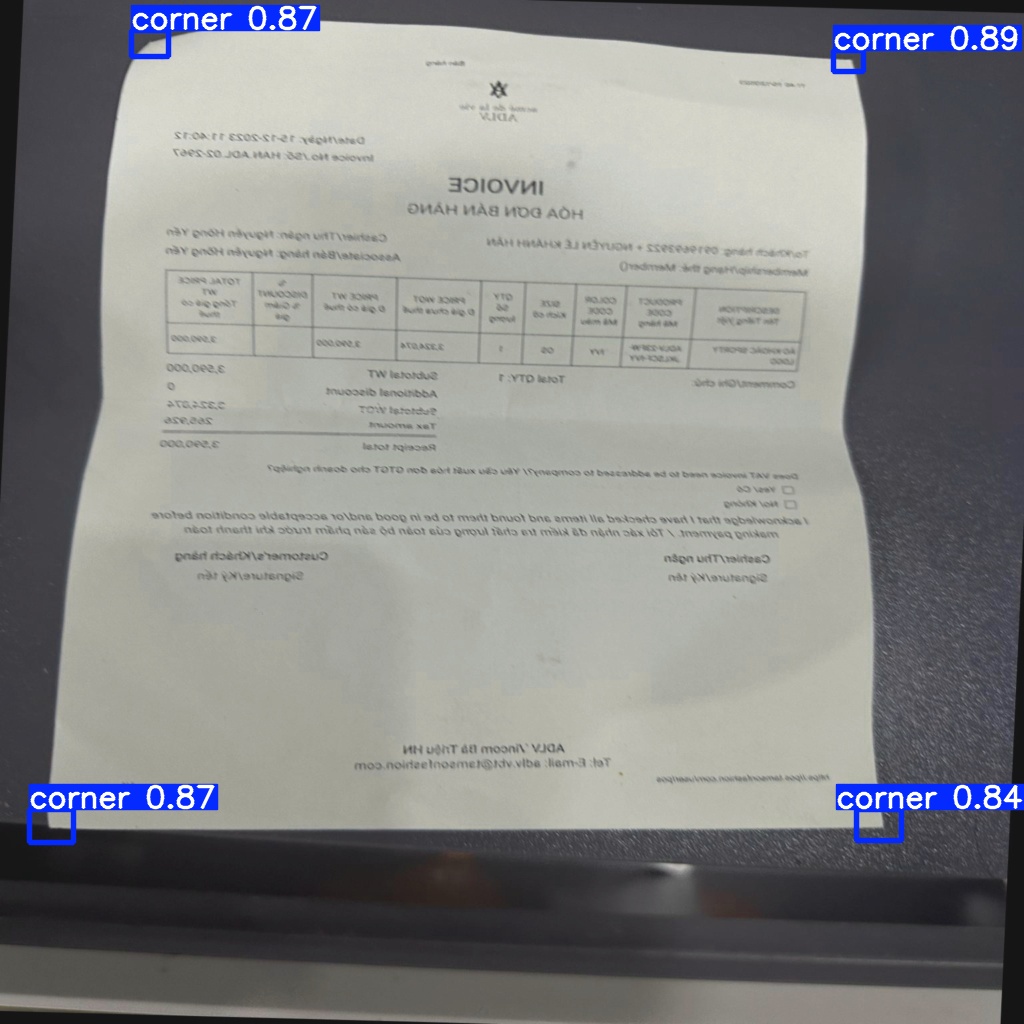 corner 0.87
corner 0.89
Bán hàng
ADLV
Date/Ngày: 15-12-2023 11:40:12
Invoice No./Số: HAN ADL.02-2967
INVOICE
HÓA ĐƠN BÁN HÀNG
To/Khách hàng: 0919693922 + NGUYỄN LÊ KHÁNH HÂN
Cashier/Thu ngân: Nguyen Hồng Yến
Membership/Hạng thẻ: Member()
Associate/Bán hàng: Nguyễn Hồng Yến
DESCRIPTION Tên Tiếng Việt
PRODUCT CODE Mã hàng
COLOR CODE Mã màu
SIZE Kích cỡ
QTY Số lượng
PRICE WOT Đ.giá chưa thuế
PRICE WT Đ.giá có thuế
% DISCOUNT % Giảm giá
TOTAL PRICE WT Tổng giá có thuế
ÁO KHOÁC SPORTY LOGO
IVY
OS
1
3,324,074
3,590,000
3,590,000
Comment/Ghi chú:
Total QTY: 1
Subtotal WT 3,590,000
Additional discount 0
Subtotal WOT 3,324,074
Tax amount 265,926
Receipt total 3,590,000
Does VAT invoice need to be addressed to company?/ Yêu cầu xuất hóa đơn GTGT cho doanh nghiệp?
Yes/ Có
No/ Không
I acknowledge that I have checked all items and found them to be in good and/or acceptable condition before
making payment. / Tôi xác nhận đã kiểm tra chất lượng của toàn bộ sản phẩm trước khi thanh toán
Cashier/Thu ngân
Customer's/Khách hàng
Signature/Ký tên
Signature/Ký tên
ADLV Vincom Bà Triệu HN
Tel: E-mail: adlv.vbt@tamsonfashion.com
corner 0.87
corner 0.84